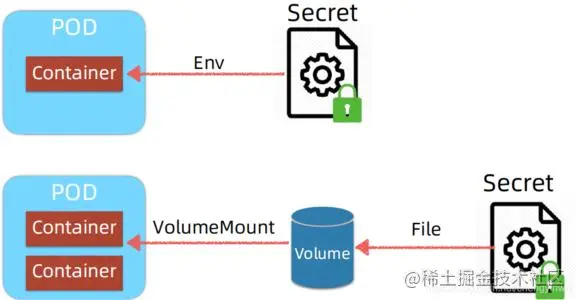 Secret
POD
Container
Env
Secret
POD
Container
VolumeMount
Volume
File
Container
@稀土掘金技术社区